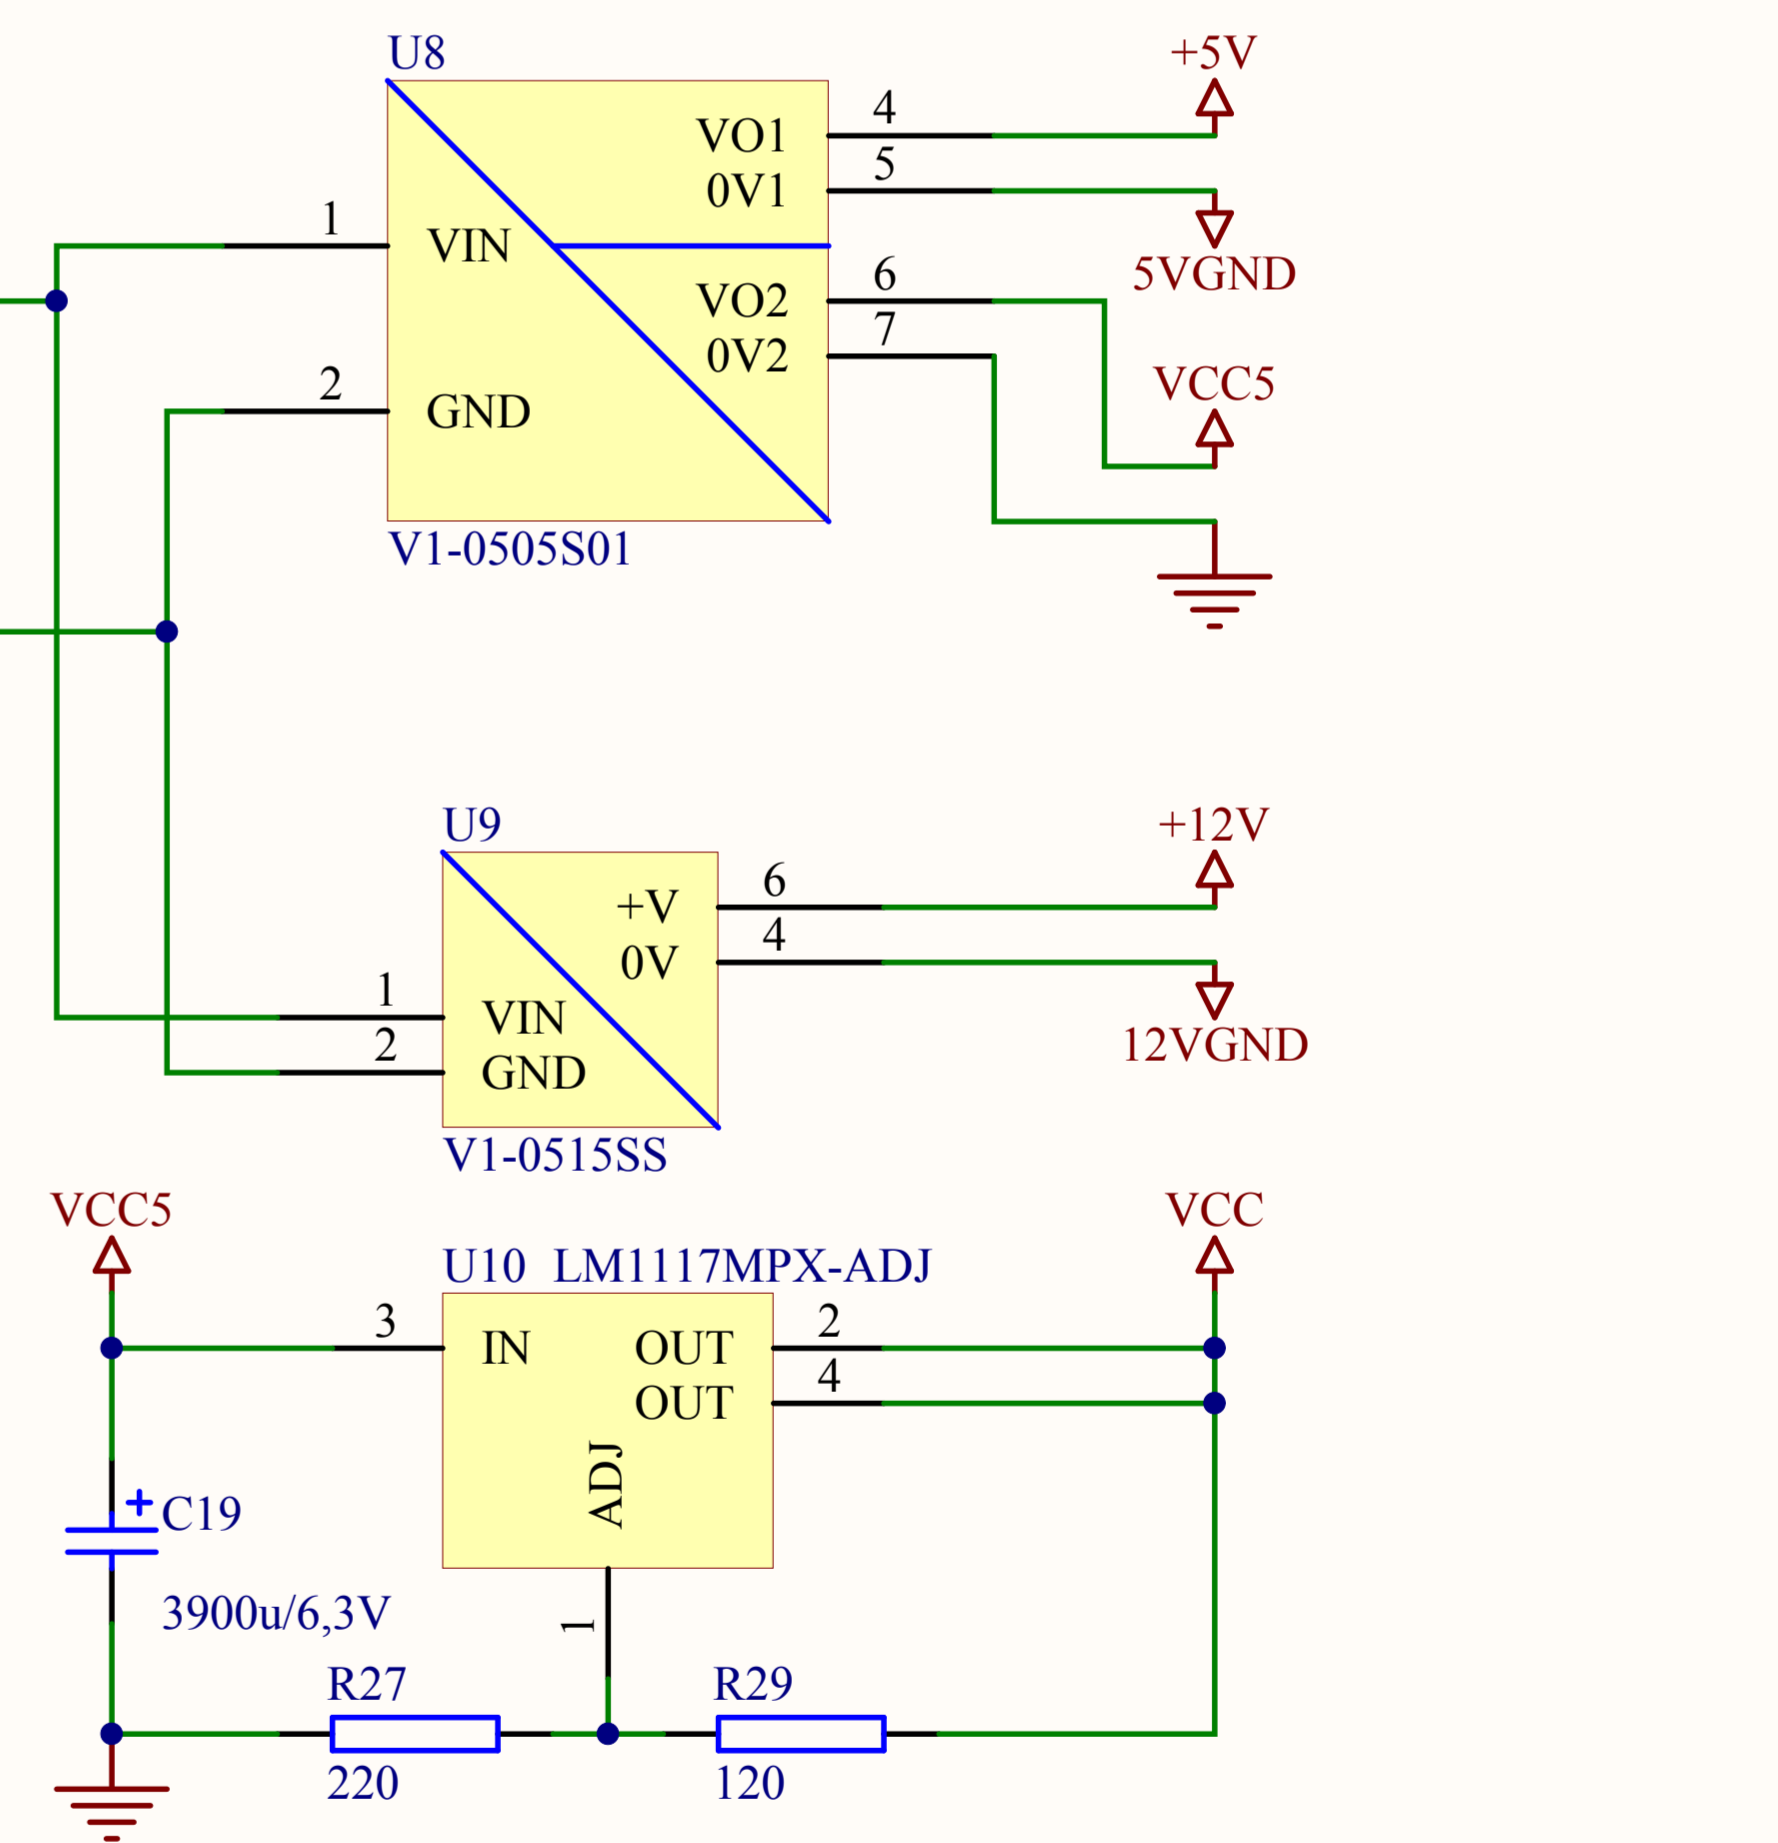 U8
+5V
4
VO1
5
0V1
1
VIN
6
5VGND
VO2
7
0V2
VCC5
2
GND
V1-0505S01
U9
+12V
6
+V
4
0V
1
VIN
2
GND
12VGND
V1-0515SS
VCC5
VCC
U10 LM1117MPX-ADJ
3
IN
OUT
2
OUT
4
ADJ
1
C19
+
3900u/6,3V
R27
R29
220
120